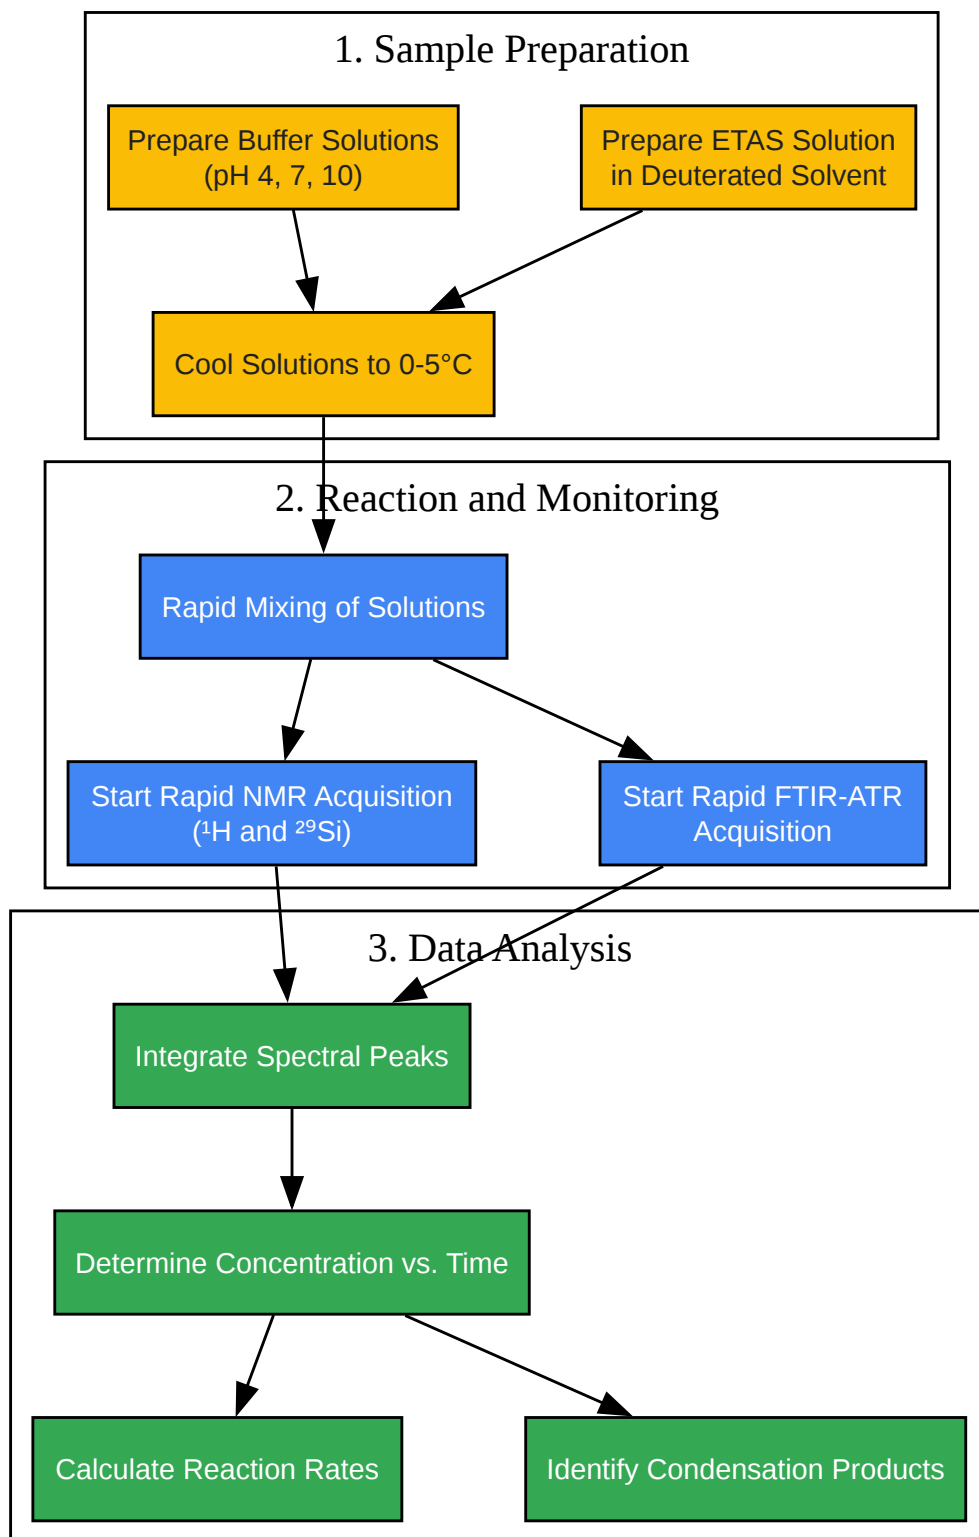 1. Sample Preparation
Prepare Buffer Solutions
(pH 4, 7, 10)
Prepare ETAS Solution
in Deuterated Solvent
Cool Solutions to 0-5°C
2. Reaction and Monitoring
Rapid Mixing of Solutions
Start Rapid NMR Acquisition
(¹H and ²⁹Si)
Start Rapid FTIR-ATR
Acquisition
3. Data Analysis
Integrate Spectral Peaks
Determine Concentration vs. Time
Calculate Reaction Rates
Identify Condensation Products